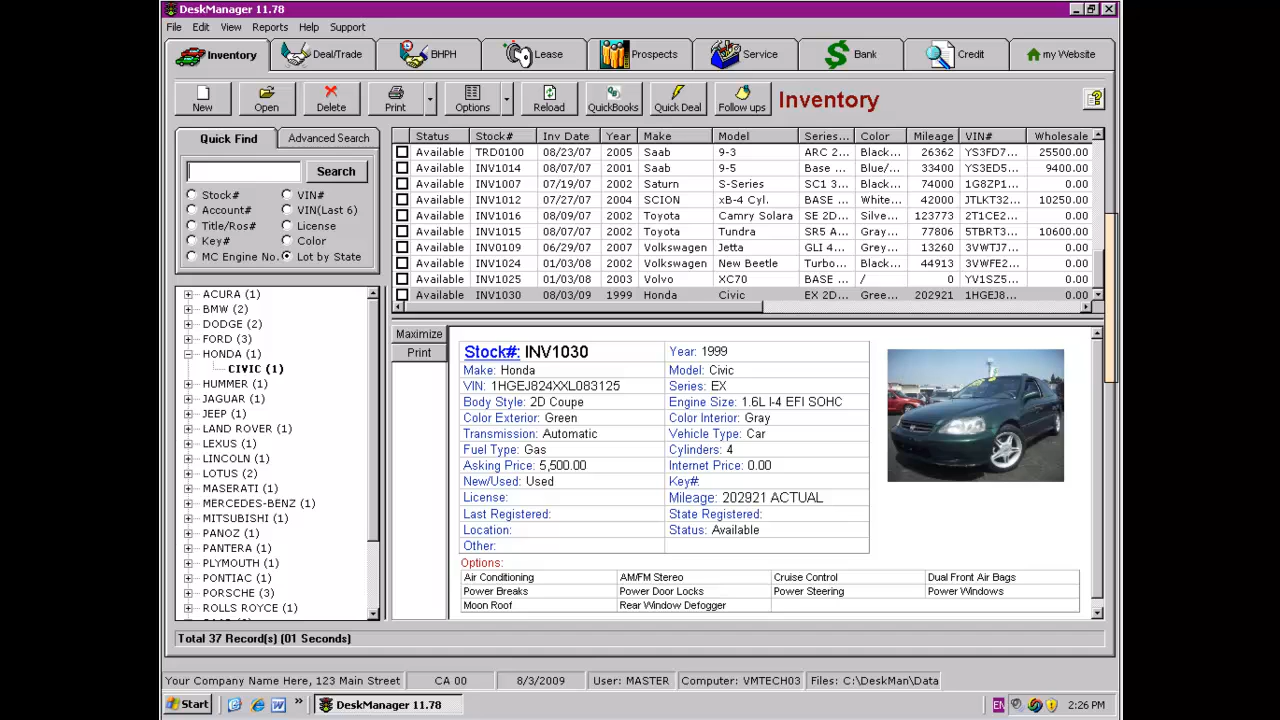 DeskManager 11.78
File Edit View Reports Help Support
Inventory Deal/Trade BHPH Lease Prospects Service Bank Credit my Website
New Open Delete Print Options Reload QuickBooks Quick Deal Follow ups Inventory
Quick Find Advanced Search
Search
Stock# VIN#
Account# VIN(Last 6)
Title/Ros# License
Key# Color
MC Engine No. Lot by State
ACURA (1)
BMW (2)
DODGE (2)
FORD (3)
HONDA (1)
CIVIC (1)
HUMMER (1)
JAGUAR (1)
JEEP (1)
LAND ROVER (1)
LEXUS (1)
LINCOLN (1)
LOTUS (2)
MASERATI (1)
MERCEDES-BENZ (1)
MITSUBISHI (1)
PANOZ (1)
PANTERA (1)
PLYMOUTH (1)
PONTIAC (1)
PORSCHE (3)
ROLLS ROYCE (1)
Status Stock# Inv Date Year Make Model Series... Color Mileage VIN# Wholesale
Available TRD0100 08/23/07 2005 Saab 9-3 ARC 2... Black... 26362 YS3FD7... 25500.00
Available INV1014 08/07/07 2001 Saab 9-5 Base ... Blue/... 33400 YS3ED5... 9400.00
Available INV1007 07/19/07 2002 Saturn S-Series SC1 3... Black... 74000 1G8ZP1... 0.00
Available INV1012 07/27/07 2004 SCION xB-4 Cyl. BASE ... White... 42000 JTLKT32... 10250.00
Available INV1016 08/09/07 2002 Toyota Camry Solara SE 2D... Silve... 123773 2T1CE2... 0.00
Available INV1015 08/07/07 2002 Toyota Tundra SR5 A... Gray... 77806 5TBRT3... 10600.00
Available INV0109 06/29/07 2007 Volkswagen Jetta GLI 4... Grey... 13260 3VWTJ7... 0.00
Available INV1024 01/03/08 2003 Volkswagen New Beetle Turbo... Black... 44913 3VWFE2... 0.00
Available INV1025 01/03/08 2003 Volvo XC70 BASE ... / 0 YV1SZ5... 0.00
Available INV1030 08/03/09 1999 Honda Civic EX 2D... Gree... 202921 1HGEJ8... 0.00
Maximize
Print
Stock#: INV1030 Year: 1999
Make: Honda Model: Civic
VIN: 1HGEJ824XXL083125 Series: EX
Body Style: 2D Coupe Engine Size: 1.6L I-4 EFI SOHC
Color Exterior: Green Color Interior: Gray
Transmission: Automatic Vehicle Type: Car
Fuel Type: Gas Cylinders: 4
Asking Price: 5,500.00 Internet Price: 0.00
New/Used: Used Key#:
License: Mileage: 202921 ACTUAL
Last Registered: State Registered:
Location: Status: Available
Other:
Options:
Air Conditioning AM/FM Stereo Cruise Control Dual Front Air Bags
Power Breaks Power Door Locks Power Steering Power Windows
Moon Roof Rear Window Defogger
Total 37 Record(s) (01 Seconds)
Your Company Name Here, 123 Main Street CA 00 8/3/2009 User: MASTER Computer: VMTECH03 Files: C:\DeskMan\Data
Start DeskManager 11.78 EN 2:26 PM